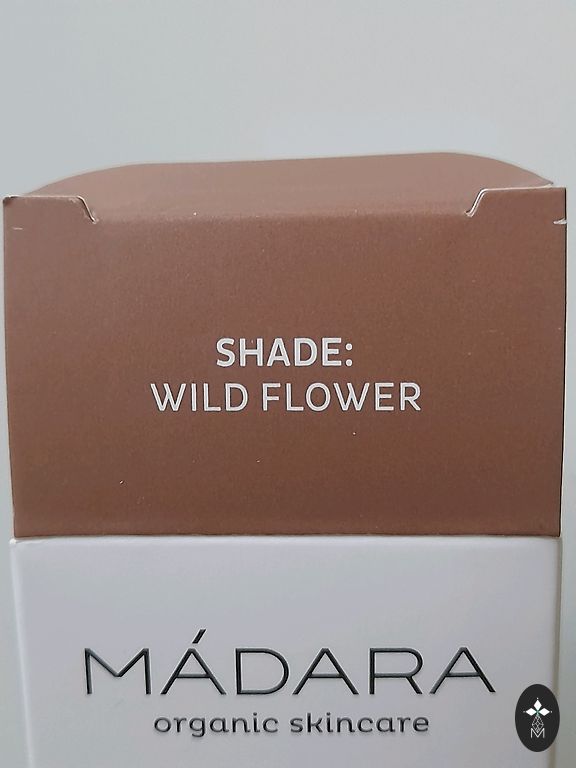 SHADE:
WILD FLOWER
MÁDARA
organic skincare
M